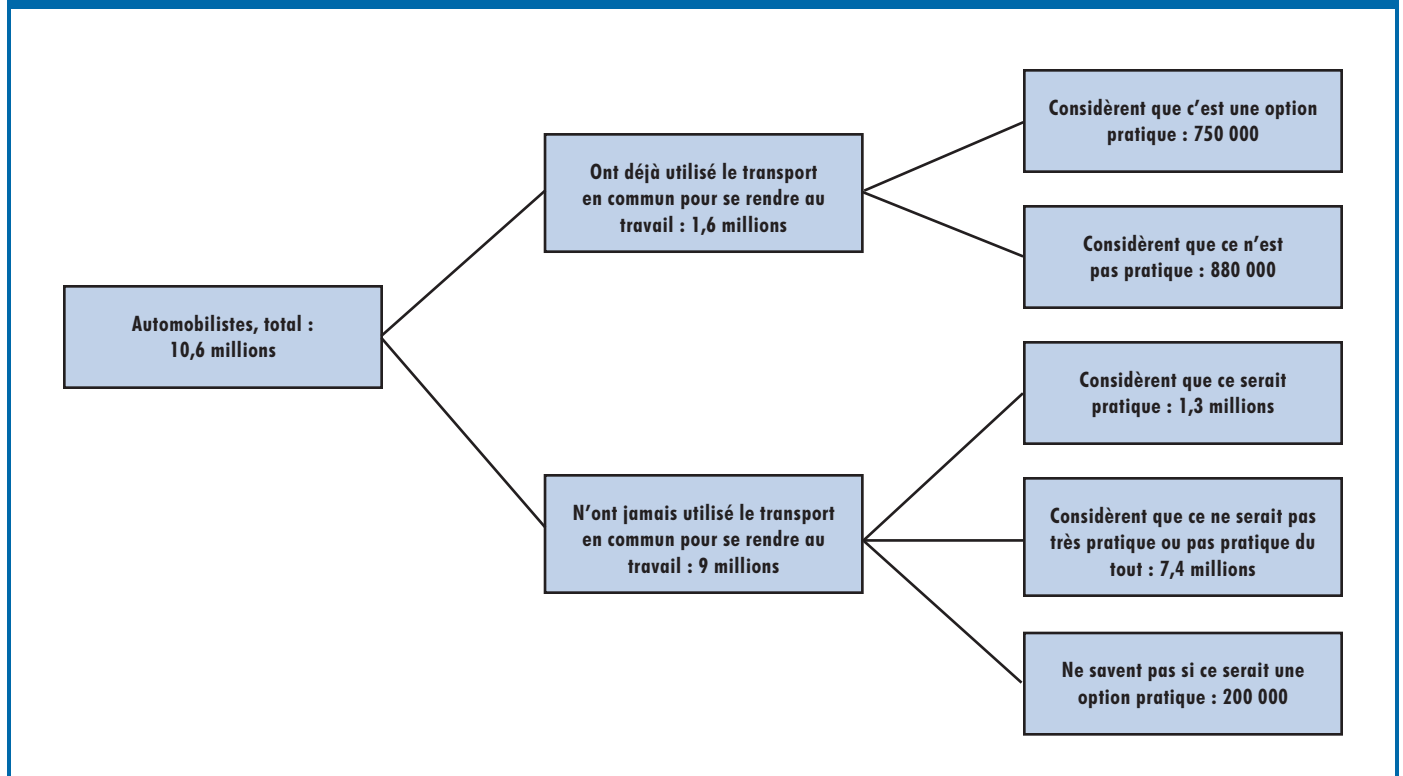 Automobilistes, total :
10,6 millions
Ont déjà utilisé le transport
en commun pour se rendre au
travail : 1,6 millions
N’ont jamais utilisé le transport
en commun pour se rendre au
travail : 9 millions
Considèrent que c’est une option
pratique : 750 000
Considèrent que ce n’est
pas pratique : 880 000
Considèrent que ce serait
pratique : 1,3 millions
Considèrent que ce ne serait pas
très pratique ou pas pratique du
tout : 7,4 millions
Ne savent pas si ce serait une
option pratique : 200 000